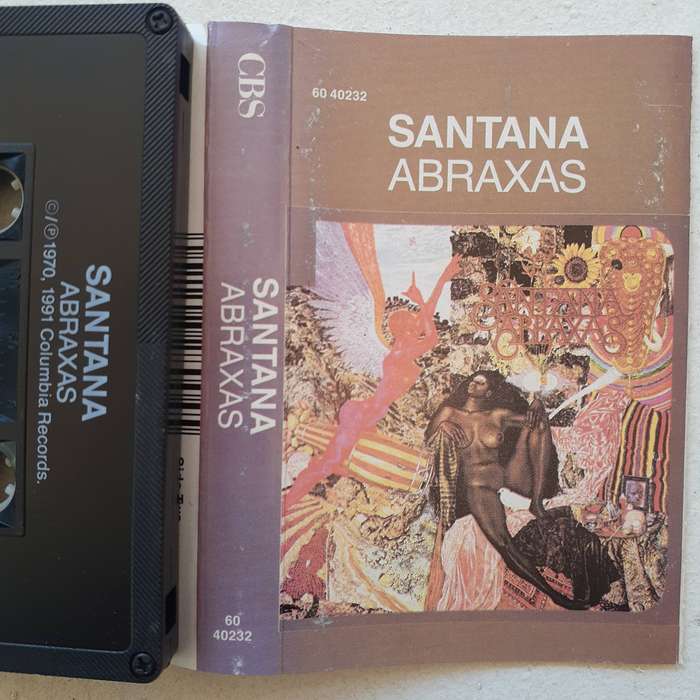 SANTANA
ABRAXAS
©/℗ 1970, 1991 Columbia Records.
CBS
SANTANA
ABRAXAS
60
40232
60 40232
SANTANA
ABRAXAS
SANTANA
ABRAXAS